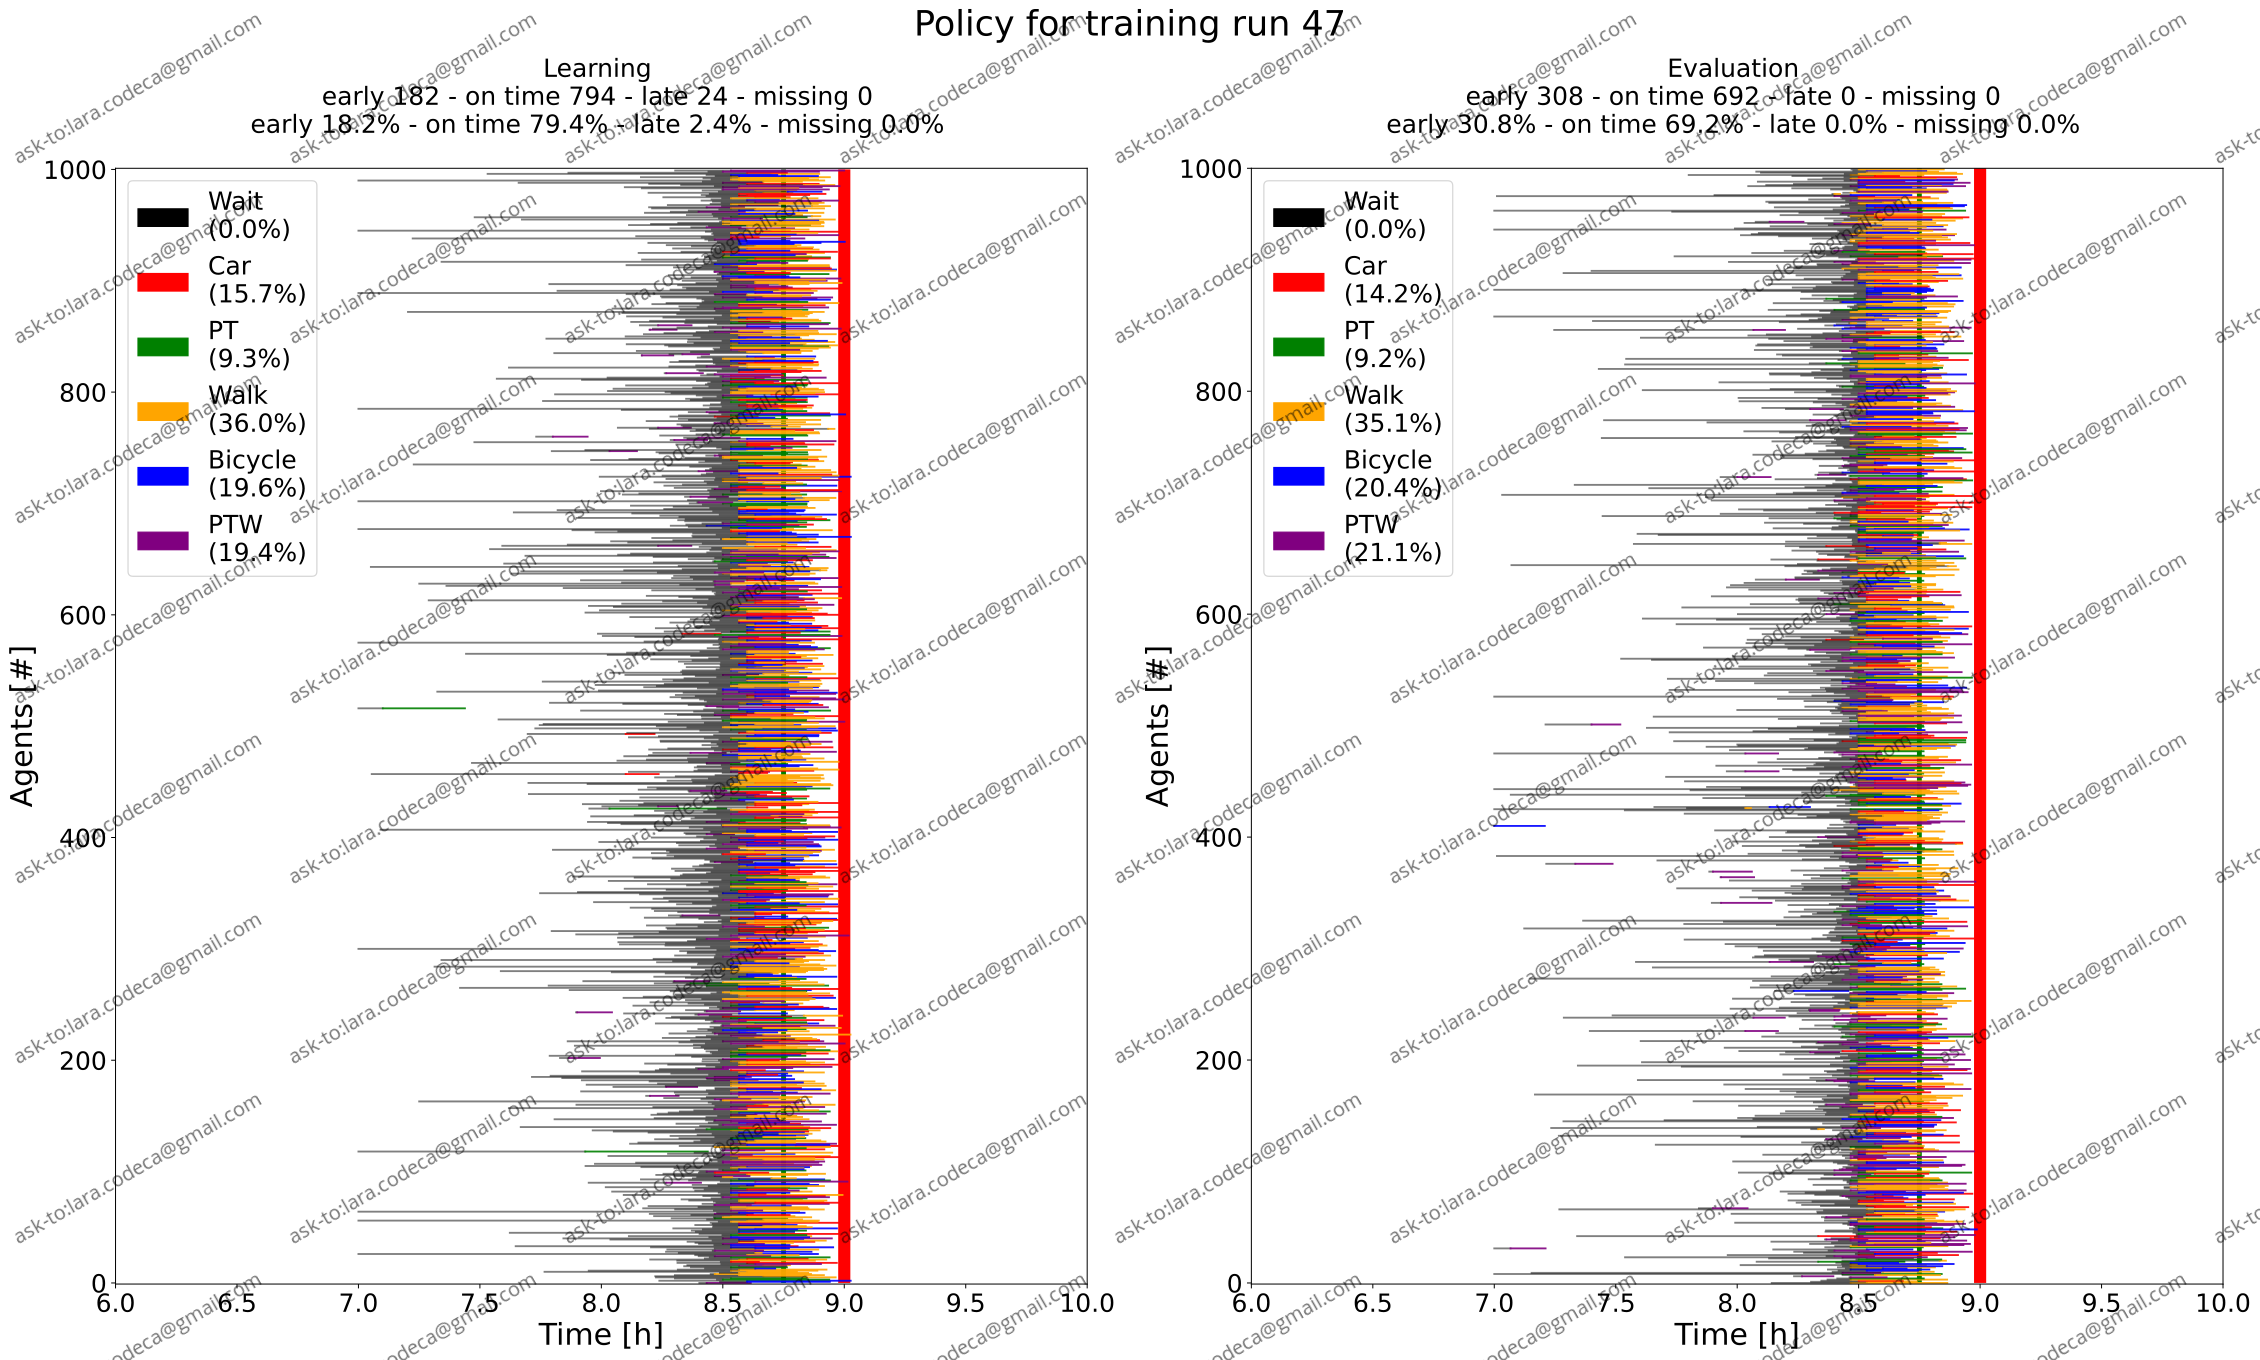 Policy for training run 47
Learning
early 182 - on time 794 - late 24 - missing 0
early 18.2% - on time 79.4% - late 2.4% - missing 0.0%
Agents [#]
1000
800
600
400
200
0
Wait
(0.0%)
Car
(15.7%)
PT
(9.3%)
Walk
(36.0%)
Bicycle
(19.6%)
PTW
(19.4%)
6.0 6.5 7.0 7.5 8.0 8.5 9.0 9.5 10.0
Time [h]
Evaluation
early 308 - on time 692 - late 0 - missing 0
early 30.8% - on time 69.2% - late 0.0% - missing 0.0%
Agents [#]
1000
800
600
400
200
0
Wait
(0.0%)
Car
(14.2%)
PT
(9.2%)
Walk
(35.1%)
Bicycle
(20.4%)
PTW
(21.1%)
6.0 6.5 7.0 7.5 8.0 8.5 9.0 9.5 10.0
Time [h]
ask-to:lara.codeca@gmail.com